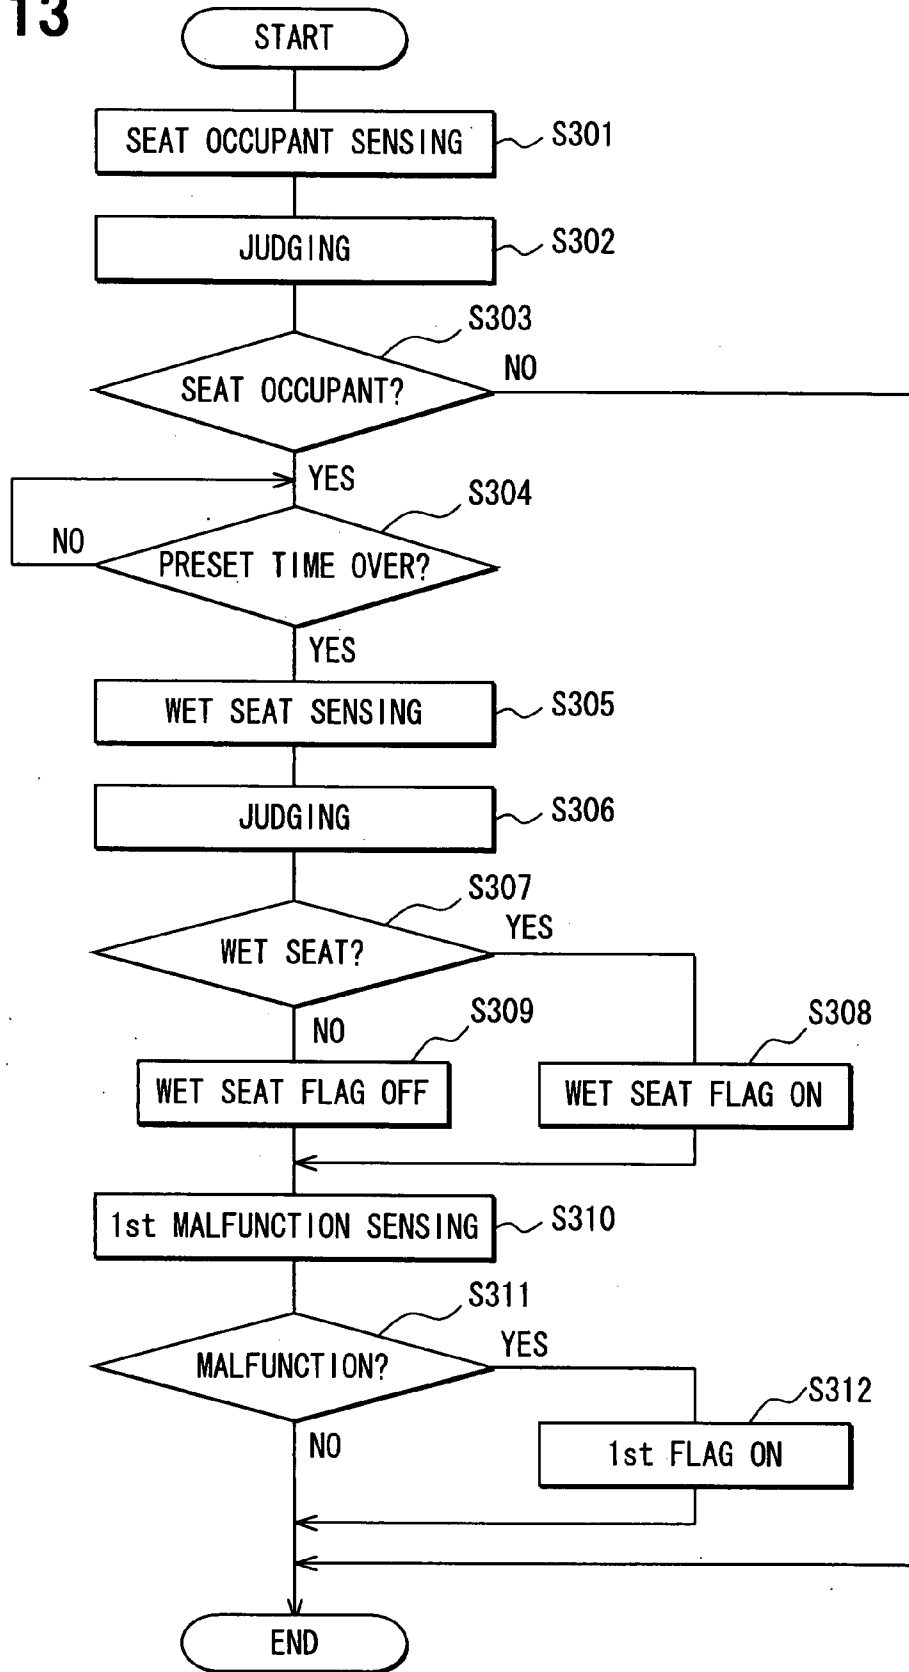 13
START
SEAT OCCUPANT SENSING
S301
JUDGING
S302
S303
SEAT OCCUPANT?
NO
YES
S304
NO
PRESET TIME OVER?
YES
WET SEAT SENSING
S305
JUDGING
S306
S307
WET SEAT?
YES
NO
S309
S308
WET SEAT FLAG OFF
WET SEAT FLAG ON
1st MALFUNCTION SENSING
S310
S311
MALFUNCTION?
YES
NO
S312
1st FLAG ON
END